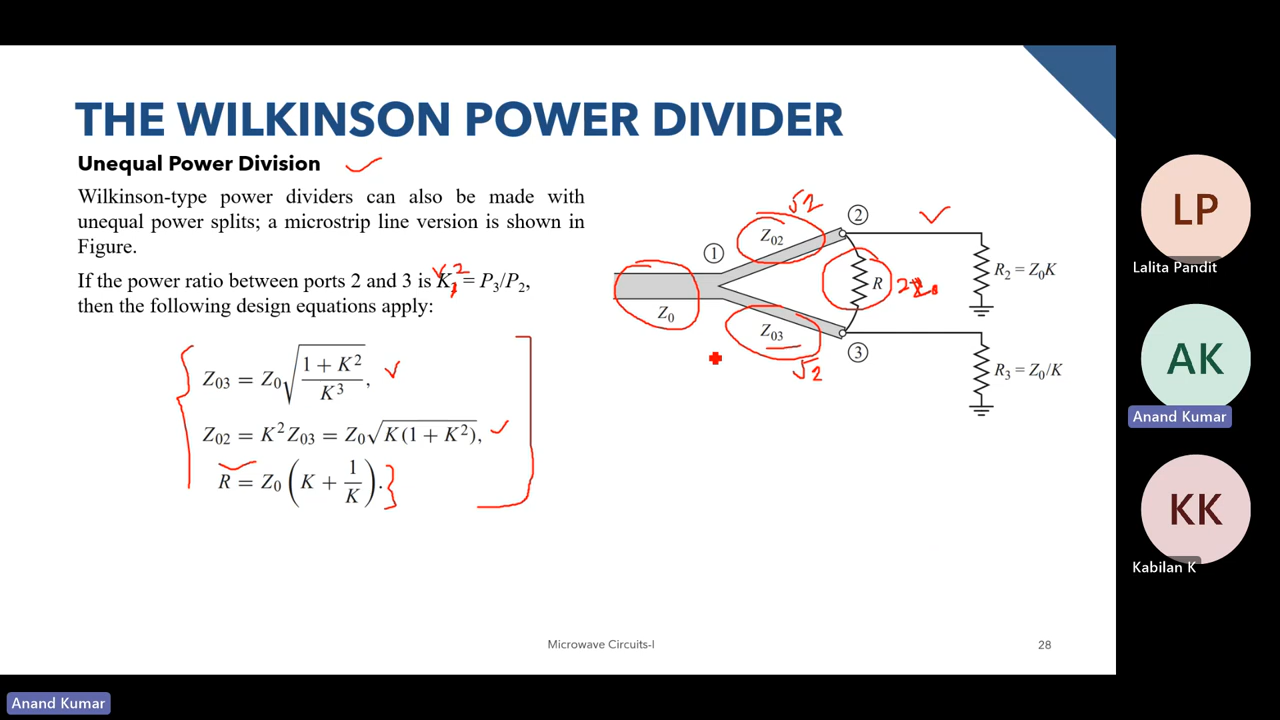 THE WILKINSON POWER DIVIDER
Unequal Power Division
Wilkinson-type power dividers can also be made with
unequal power splits; a microstrip line version is shown in
Figure.
If the power ratio between ports 2 and 3 is K² = P₃/P₂,
then the following design equations apply:
Z₀₃ = Z₀√((1 + K²)/K³),
Z₀₂ = K²Z₀₃ = Z₀√(K(1 + K²)),
R = Z₀(K + 1/K).
√2
②
Z₀₂
①
R₂ = Z₀K
R
Z₀
Z₀₃
③
√2
R₃ = Z₀/K
Microwave Circuits-I
28
LP
Lalita Pandit
AK
Anand Kumar
KK
Kabilan K
Anand Kumar